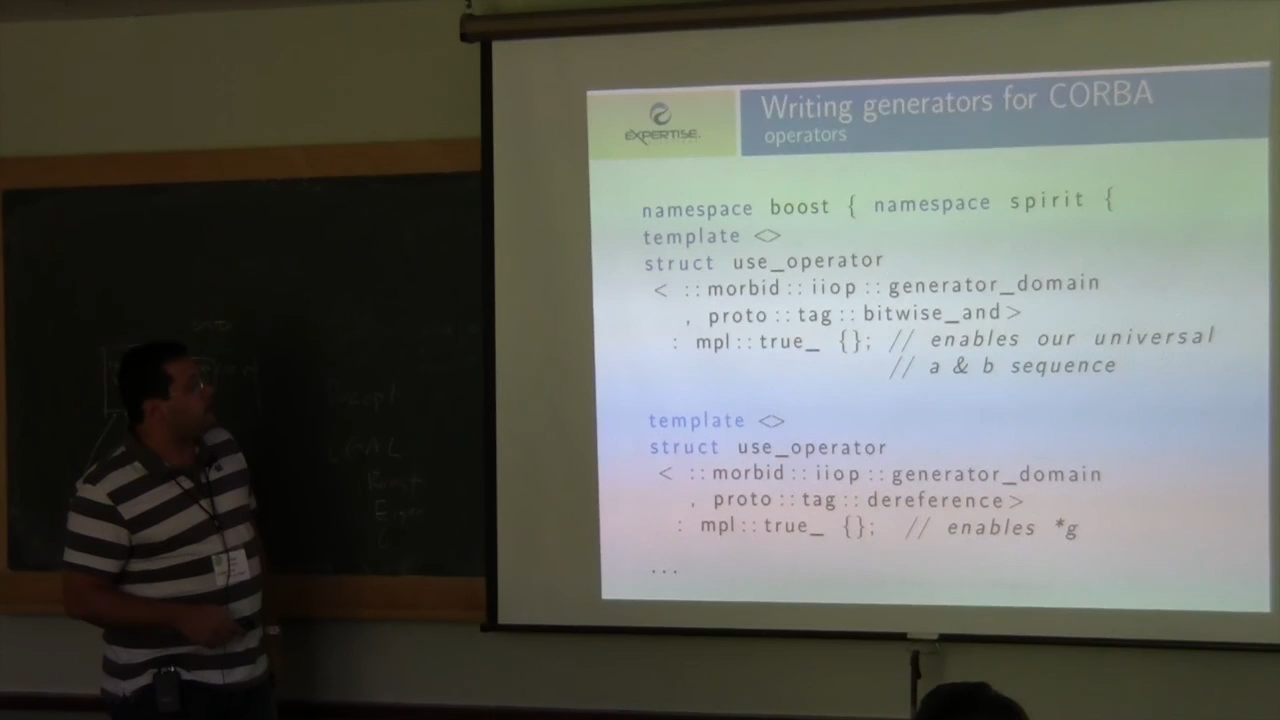 Writing generators for CORBA
EXPERTISE.
operators
namespace boost { namespace spirit {
template <>
struct use_operator
< ::morbid::iiop::generator_domain
, proto::tag::bitwise_and>
: mpl::true_ {}; // enables our universal
// a & b sequence
template <>
struct use_operator
< ::morbid::iiop::generator_domain
, proto::tag::dereference>
: mpl::true_ {}; // enables *g
...